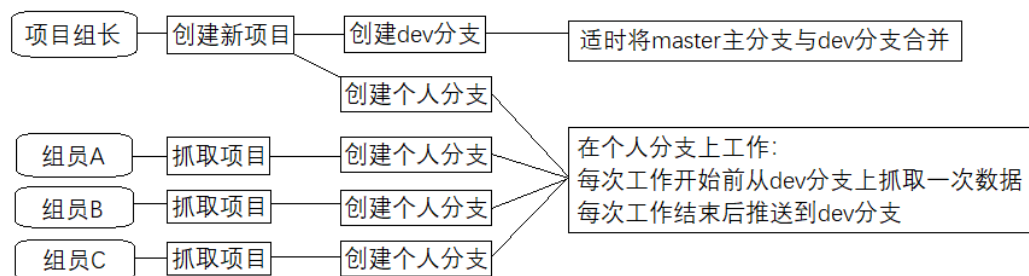 项目组长
创建新项目
创建dev分支
适时将master主分支与dev分支合并
创建个人分支
组员A
抓取项目
创建个人分支
组员B
抓取项目
创建个人分支
组员C
抓取项目
创建个人分支
在个人分支上工作:
每次工作开始前从dev分支上抓取一次数据
每次工作结束后推送到dev分支